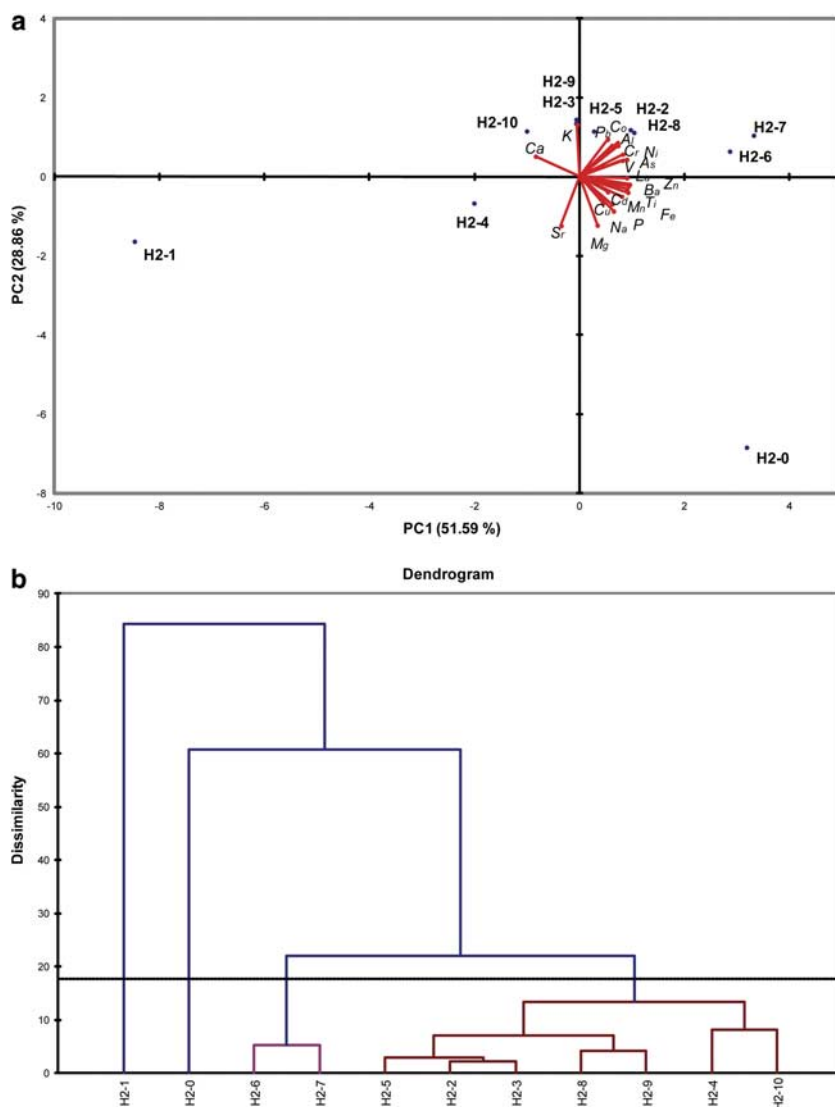 a
4
H2-9
H2-3 H2-5 H2-2
2
H2-10 K Pb Co Al H2-8 H2-7
Ca Cr Ni H2-6
V As
0
La Zn
Cd Ba
H2-4 Cu Mn Ti
Sr Na P Fe
H2-1 Mg
-2
-4
-6
H2-0
-8
-10 -8 -6 -4 -2 0 2 4
PC1 (51.59 %)
PC2 (28.86 %)
b
Dendrogram
90
80
70
60
50
40
30
20
10
0
Dissimilarity
H2-1 H2-0 H2-6 H2-7 H2-5 H2-2 H2-3 H2-8 H2-9 H2-4 H2-10